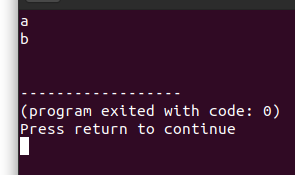 a
b
------------------
(program exited with code: 0)
Press return to continue